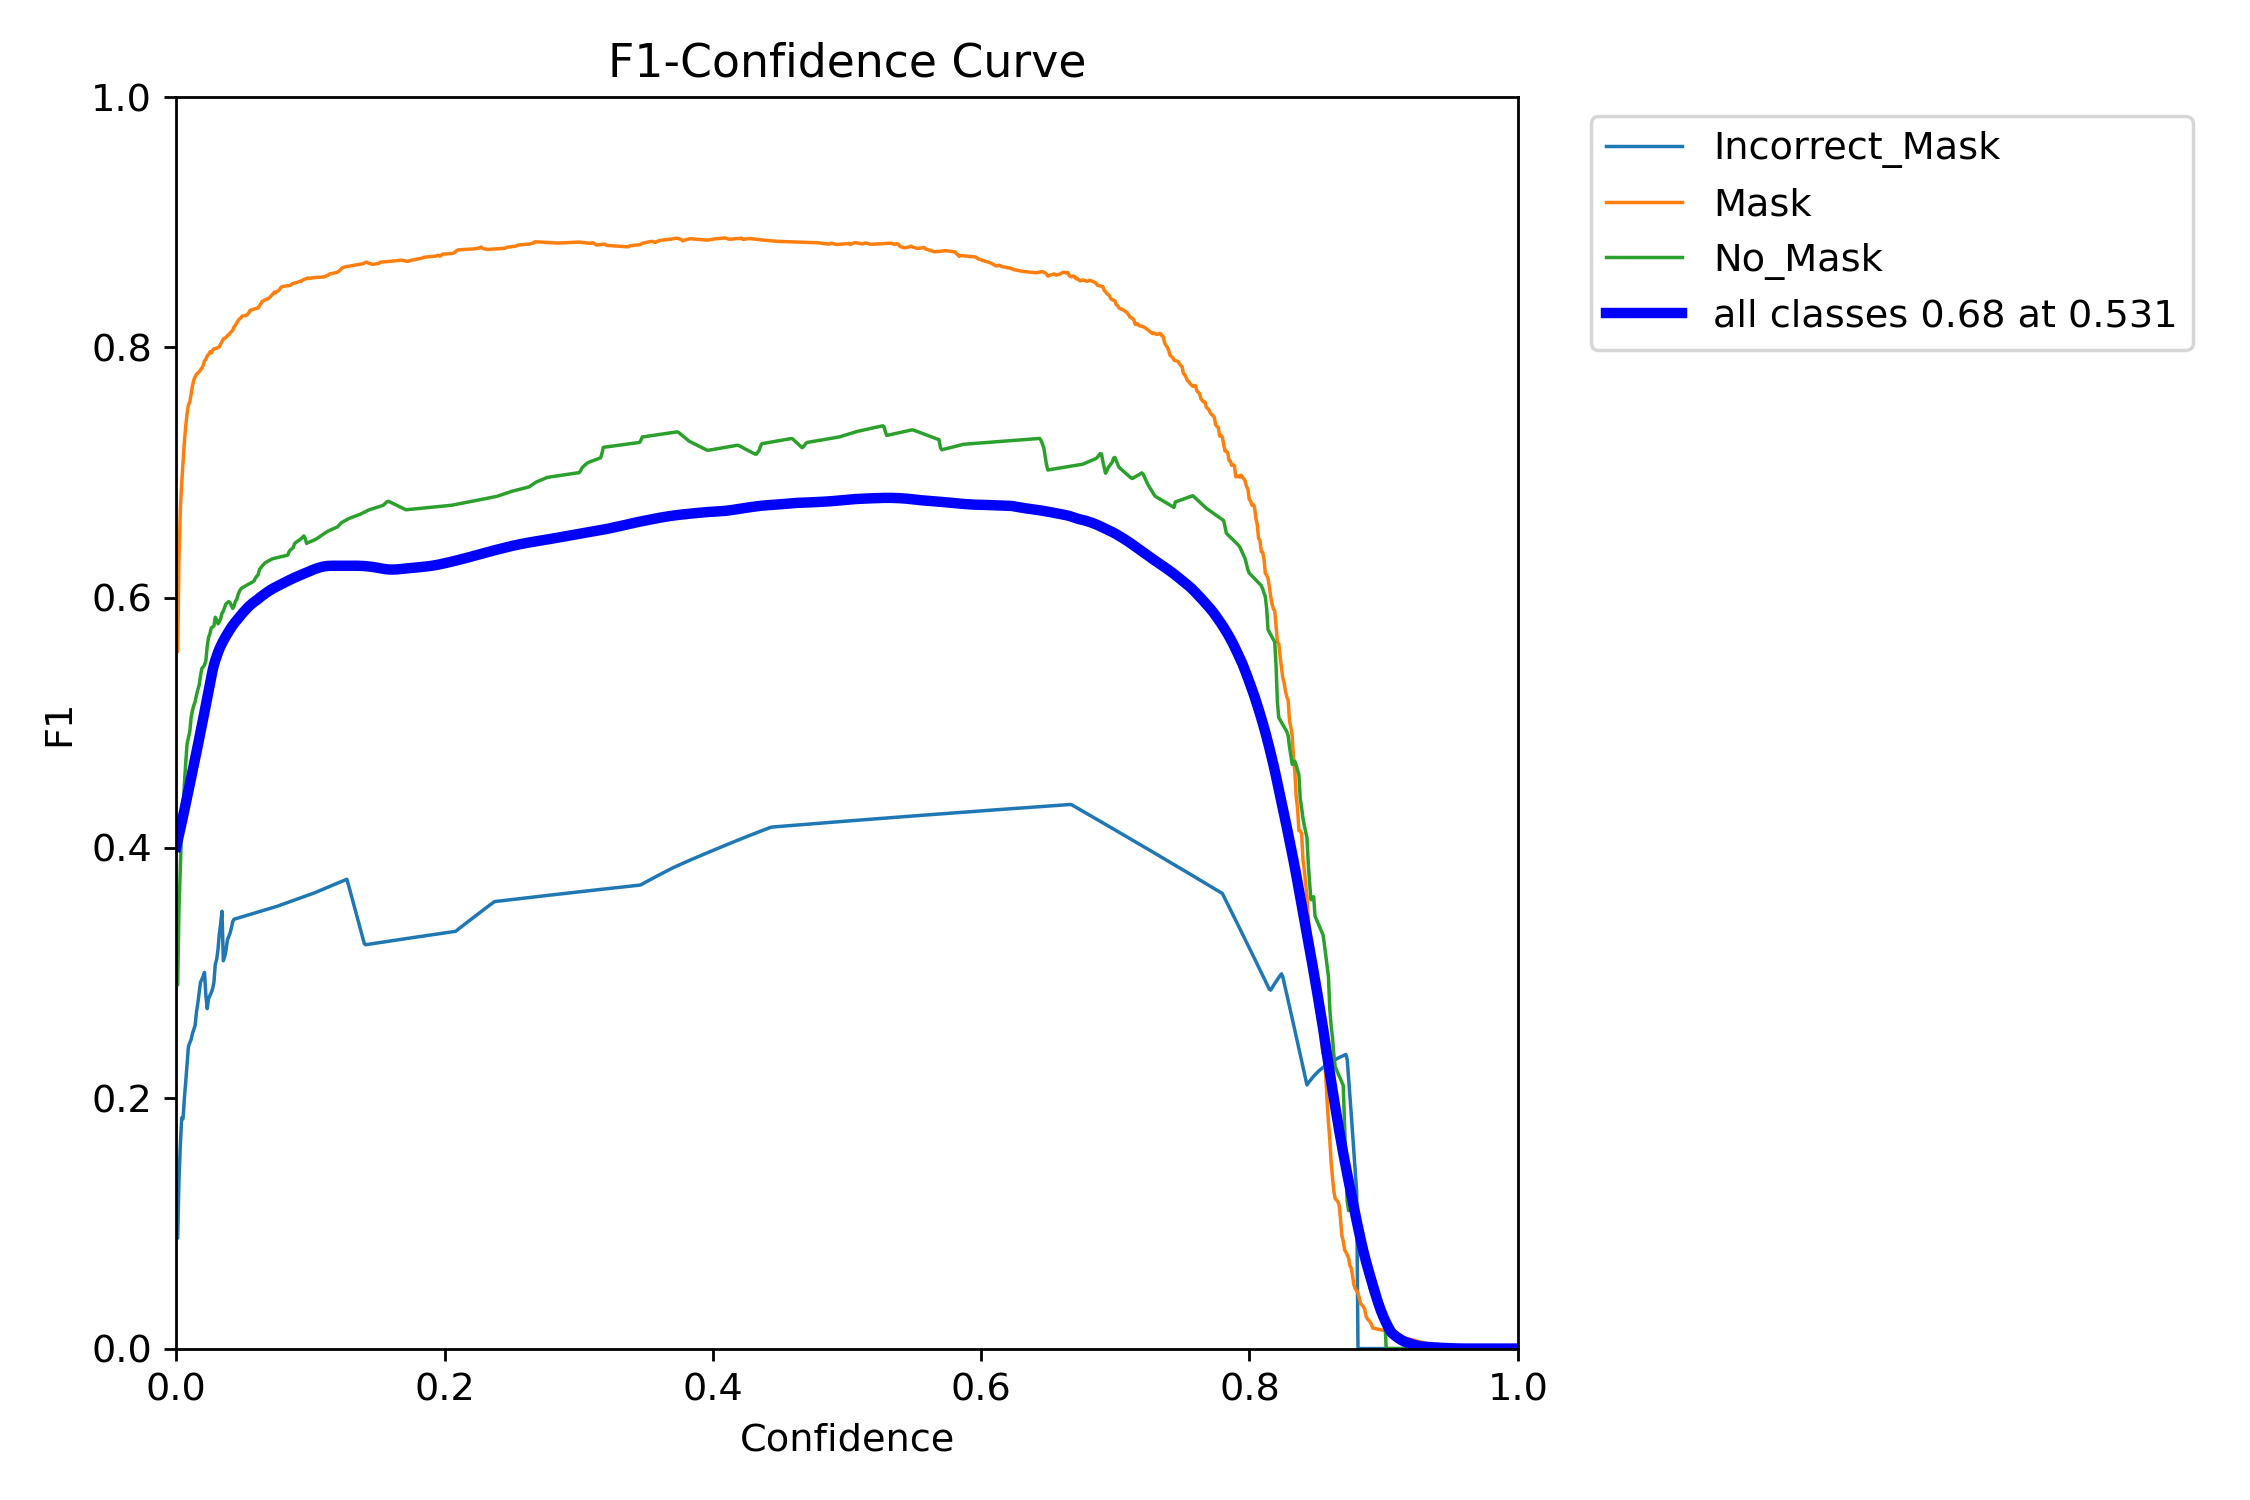 F1-Confidence Curve
1.0
0.8
0.6
0.4
0.2
0.0
F1
0.0 0.2 0.4 0.6 0.8 1.0
Confidence
Incorrect_Mask
Mask
No_Mask
all classes 0.68 at 0.531